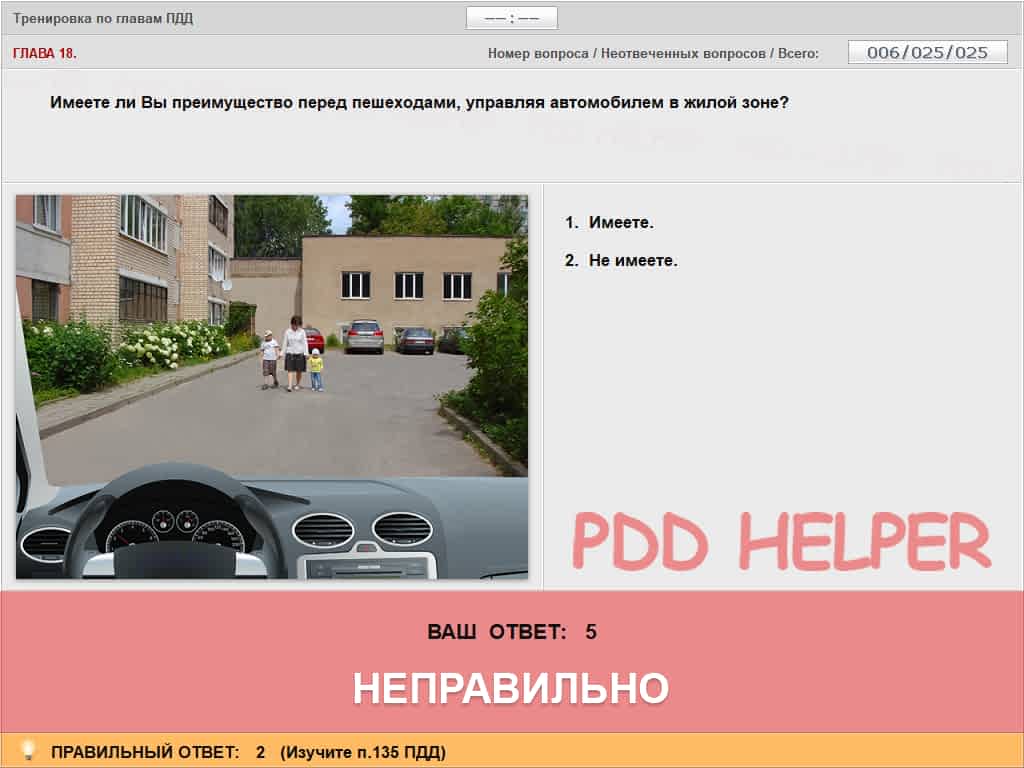 Тренировка по главам ПДД
—— : ——
ГЛАВА 18.
Номер вопроса / Неотвеченных вопросов / Всего:
006/025/025
Имеете ли Вы преимущество перед пешеходами, управляя автомобилем в жилой зоне?
1. Имеете.
2. Не имеете.
PDD HELPER
ВАШ ОТВЕТ: 5
НЕПРАВИЛЬНО
ПРАВИЛЬНЫЙ ОТВЕТ: 2 (Изучите п.135 ПДД)